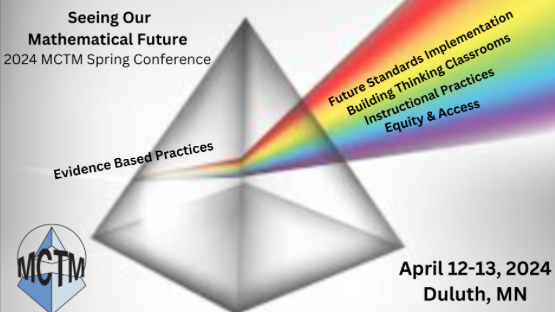 Seeing Our
Mathematical Future
2024 MCTM Spring Conference
Future Standards Implementation
Building Thinking Classrooms
Instructional Practices
Equity & Access
Evidence Based Practices
MCTM
April 12-13, 2024
Duluth, MN